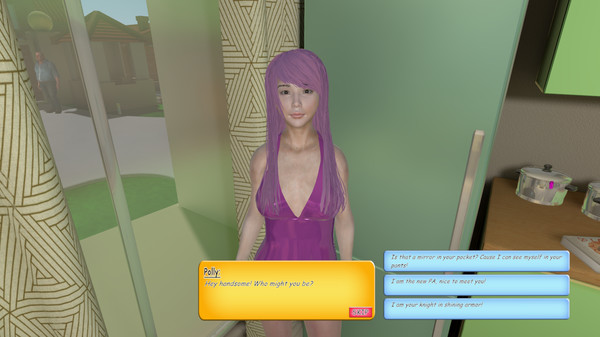 Polly:
Hey handsome! Who might you be?
SKIP
Is that a mirror in your pocket? Cause I can see myself in your
pants!
I am the new PA, nice to meet you!
I am your knight in shining armor!